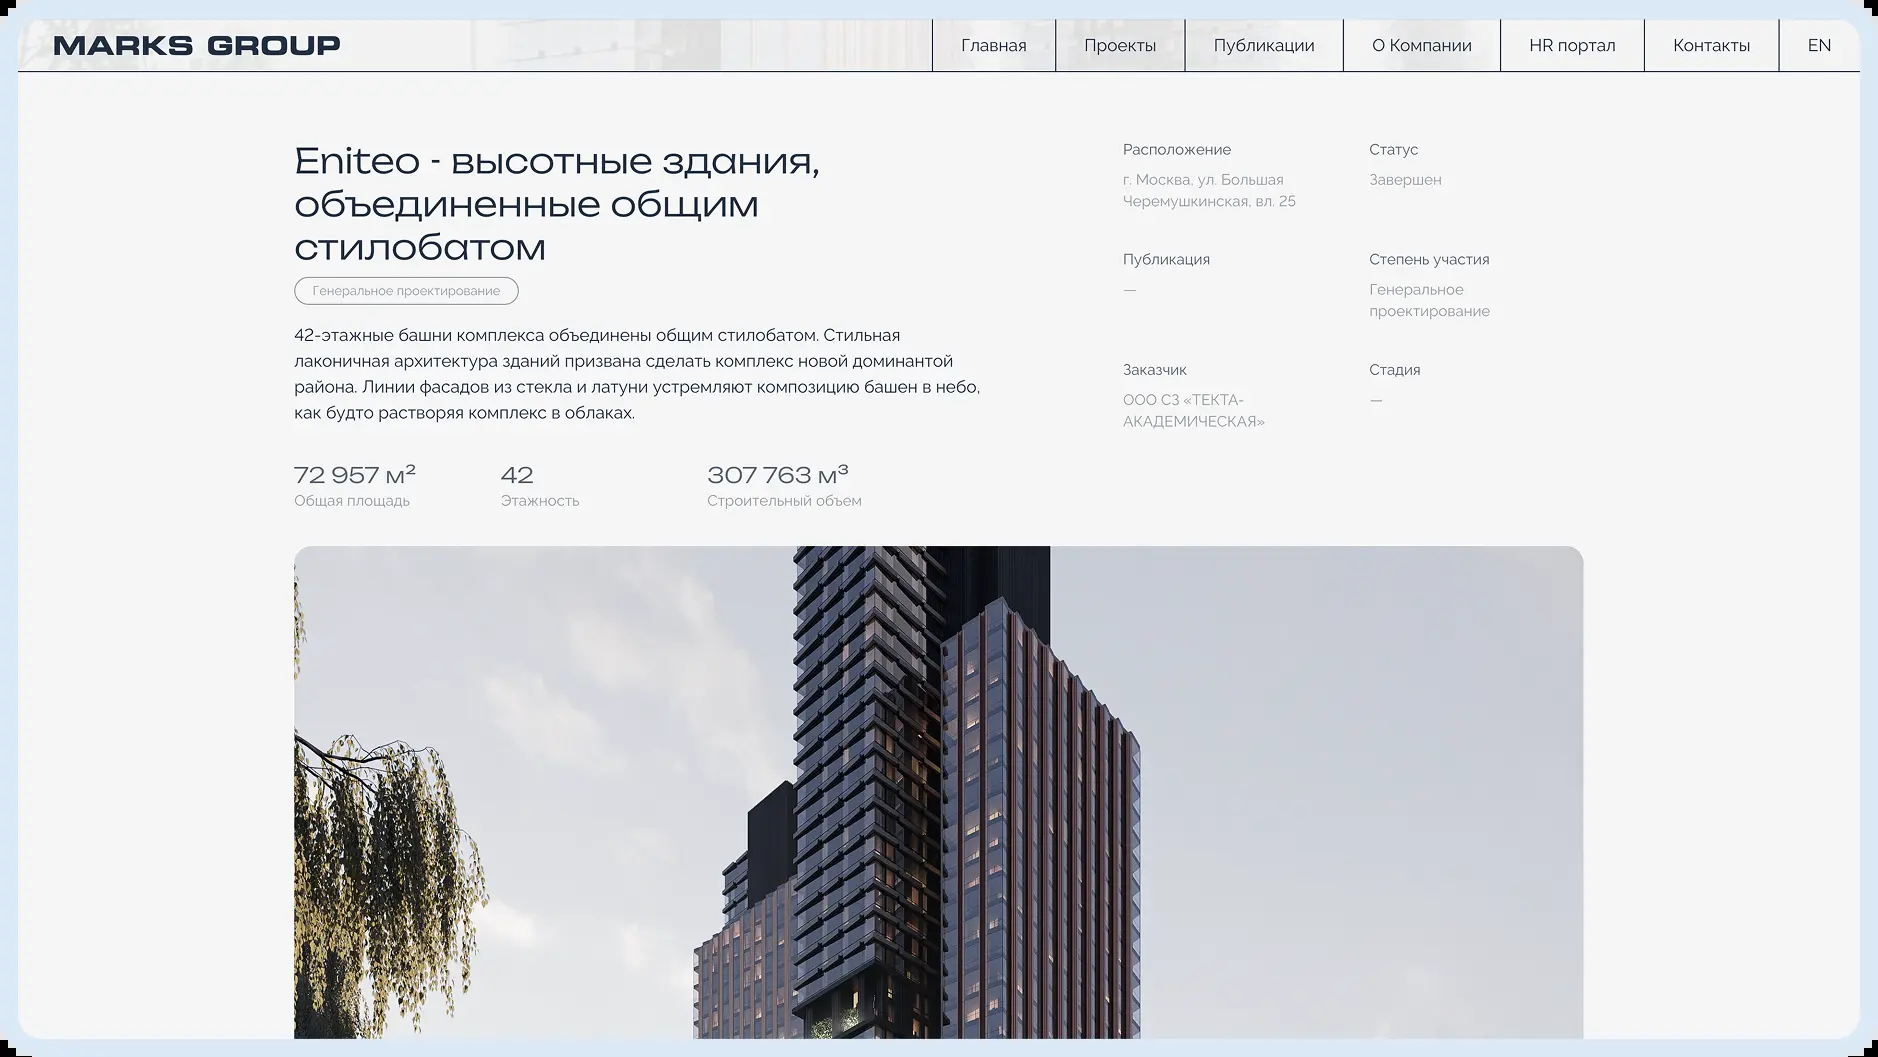 MARKS GROUP
Главная
Проекты
Публикации
О Компании
HR портал
Контакты
EN
Eniteo - высотные здания,
объединенные общим
стилобатом
Генеральное проектирование
42-этажные башни комплекса объединены общим стилобатом. Стильная
лаконичная архитектура зданий призвана сделать комплекс новой доминантой
района. Линии фасадов из стекла и латуни устремляют композицию башен в небо,
как будто растворяя комплекс в облаках.
72 957 м²
Общая площадь
42
Этажность
307 763 м³
Строительный объем
Расположение
г. Москва, ул. Большая
Черемушкинская, вл. 25
Статус
Завершен
Публикация
—
Степень участия
Генеральное
проектирование
Заказчик
ООО СЗ «ТЕКТА-
АКАДЕМИЧЕСКАЯ»
Стадия
—